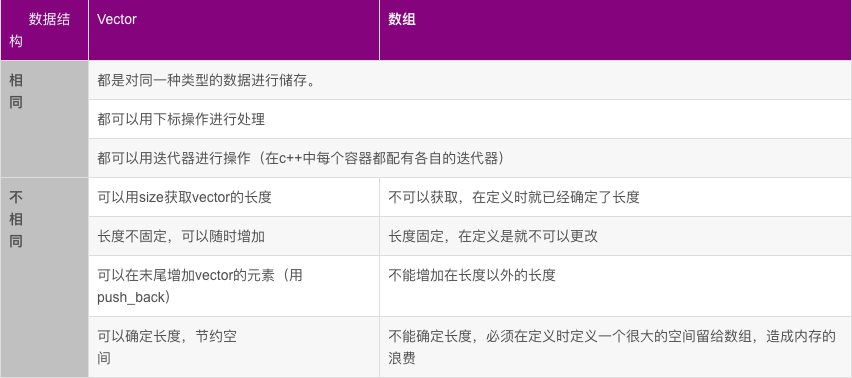 数据结
构
Vector
数组
相
同
都是对同一种类型的数据进行储存。
都可以用下标操作进行处理
都可以用迭代器进行操作（在c++中每个容器都配有各自的迭代器）
不
相
同
可以用size获取vector的长度
不可以获取，在定义时就已经确定了长度
长度不固定，可以随时增加
长度固定，在定义是就不可以更改
可以在末尾增加vector的元素（用
push_back）
不能增加在长度以外的长度
可以确定长度，节约空
间
不能确定长度，必须在定义时定义一个很大的空间留给数组，造成内存的
浪费